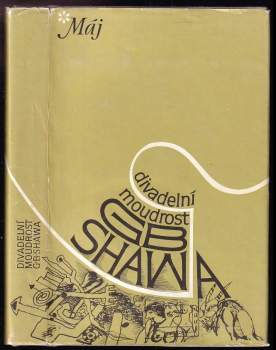 Máj
divadelní
moudrost
GB
SHAWA
DIVADELNÍ
MOUDROST
G.B.SHAWA